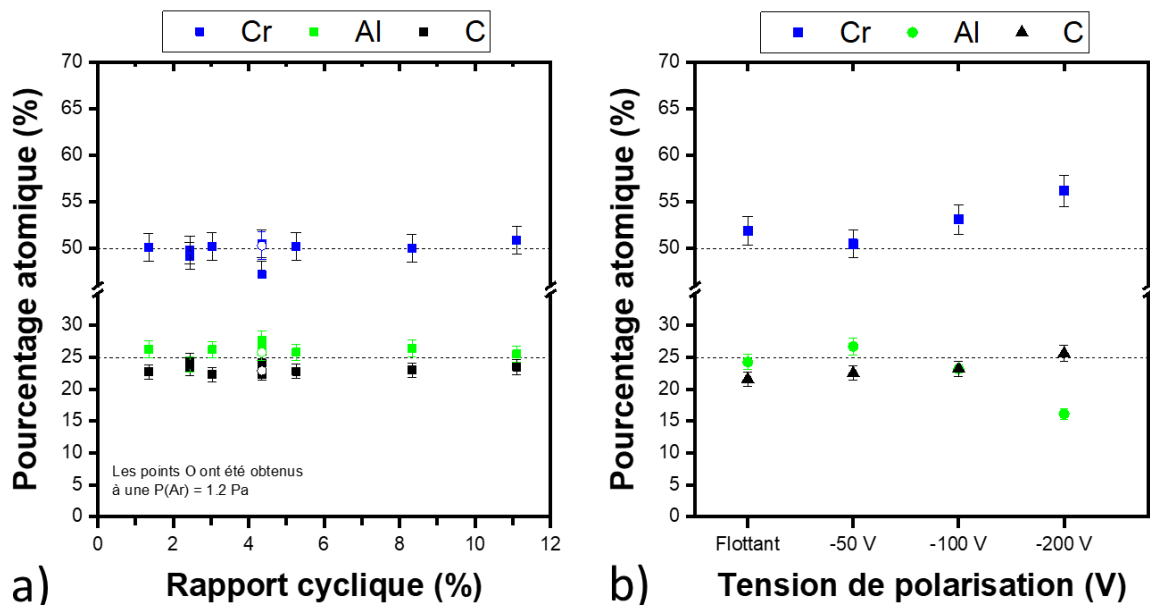 Cr Al C
Pourcentage atomique (%)
70
65
60
55
50
30
25
20
15
10
5
0
Les points O ont été obtenus
à une P(Ar) = 1.2 Pa
0 2 4 6 8 10 12
Rapport cyclique (%)
a)
Cr Al C
Pourcentage atomique (%)
70
65
60
55
50
30
25
20
15
10
5
0
Flottant -50 V -100 V -200 V
Tension de polarisation (V)
b)